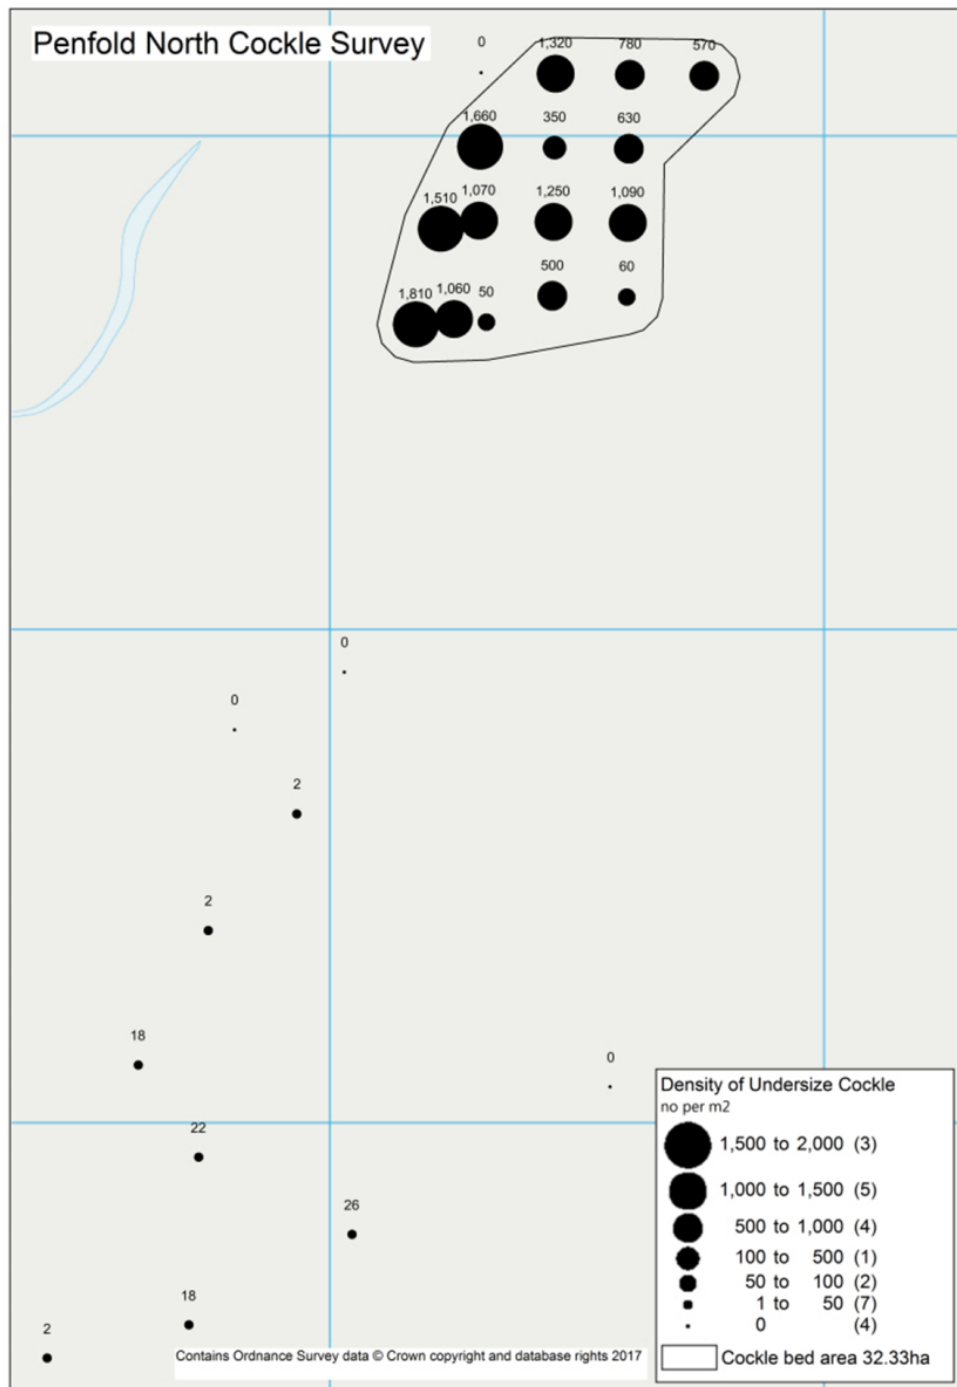 Penfold North Cockle Survey
0
1,320
780
570
1,660
350
630
1,510
1,070
1,250
1,090
1,810
1,060
50
500
60
0
0
2
2
18
0
22
26
18
2
Density of Undersize Cockle
no per m2
1,500 to 2,000 (3)
1,000 to 1,500 (5)
500 to 1,000 (4)
100 to 500 (1)
50 to 100 (2)
1 to 50 (7)
0 (4)
Cockle bed area 32.33ha
Contains Ordnance Survey data © Crown copyright and database rights 2017